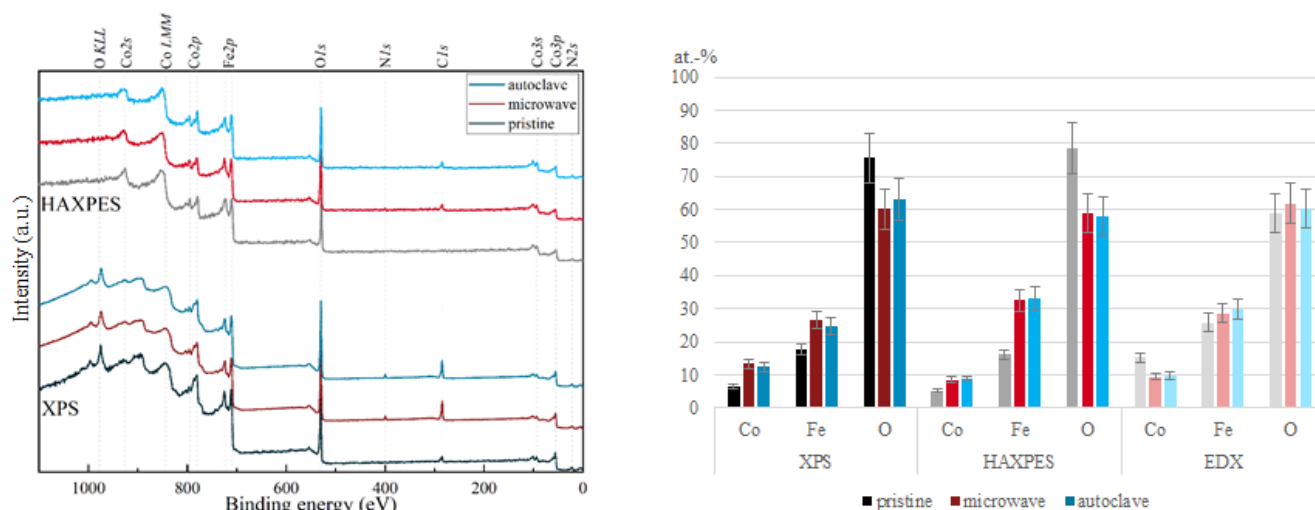 O KLL
Co2s
Co LMM
Co2p
Fe2p
O1s
N1s
C1s
Co3s
Co3p
N2s
autoclave
microwave
pristine
HAXPES
XPS
Intensity (a.u.)
1000 800 600 400 200 0
Binding energy (eV)
at.-%
100
90
80
70
60
50
40
30
20
10
0
Co Fe O Co Fe O Co Fe O
XPS HAXPES EDX
pristine microwave autoclave